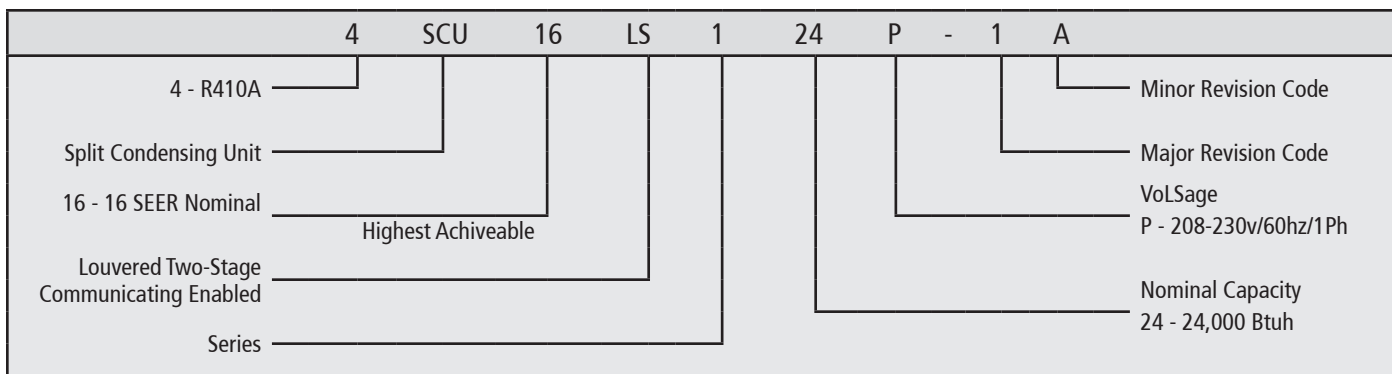 4 SCU 16 LS 1 24 P - 1 A
4 - R410A
Split Condensing Unit
16 - 16 SEER Nominal
Highest Achiveable
Louvered Two-Stage
Communicating Enabled
Series
Minor Revision Code
Major Revision Code
VoLSage
P - 208-230v/60hz/1Ph
Nominal Capacity
24 - 24,000 Btuh